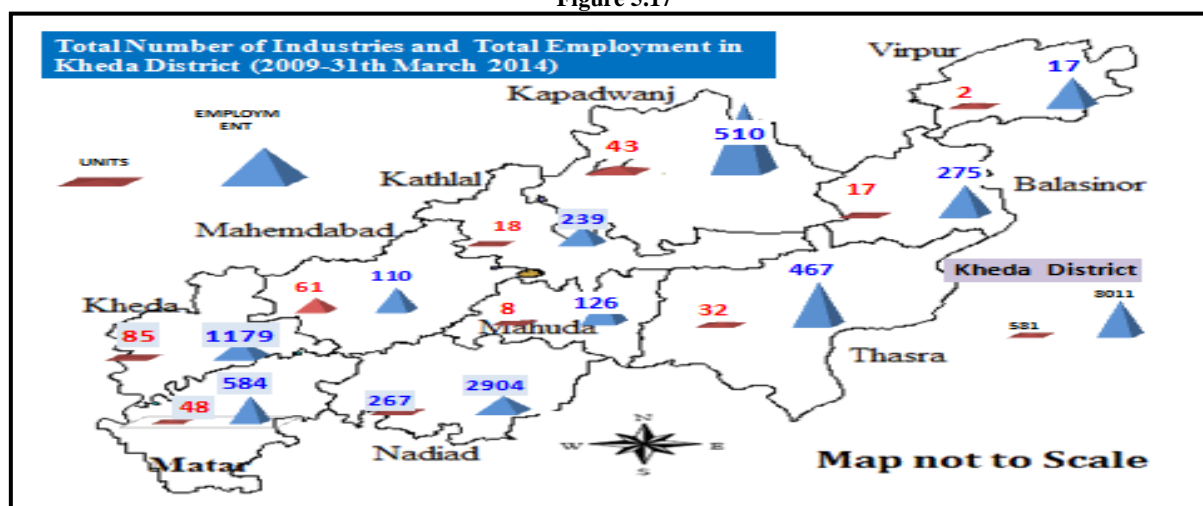 Figure 5.17
Total Number of Industries and Total Employment in
Kheda District (2009-31th March 2014)
Virpur
2
17
EMPLOYM
ENT
UNITS
Kapadwanj
43
510
Kathlal
18
239
17
275
Balasinor
Mahemdabad
61
110
Kheda
85
1179
8
126
Mahuda
32
467
Thasra
Kheda District
581
8011
48
584
Matar
267
2904
Nadiad
N
W
E
S
Map not to Scale